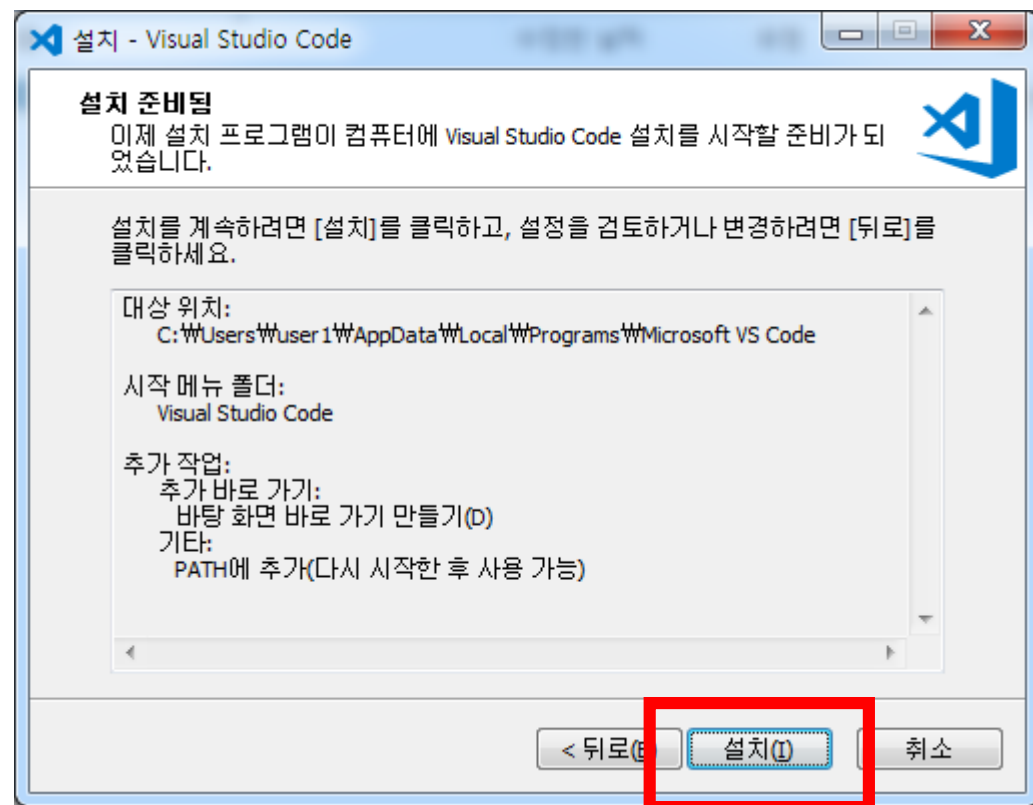 설치 - Visual Studio Code
설치 준비됨
이제 설치 프로그램이 컴퓨터에 Visual Studio Code 설치를 시작할 준비가 되
었습니다.
설치를 계속하려면 [설치]를 클릭하고, 설정을 검토하거나 변경하려면 [뒤로]를
클릭하세요.
대상 위치:
C:₩Users₩user1₩AppData₩Local₩Programs₩Microsoft VS Code
시작 메뉴 폴더:
Visual Studio Code
추가 작업:
추가 바로 가기:
바탕 화면 바로 가기 만들기(D)
기타:
PATH에 추가(다시 시작한 후 사용 가능)
< 뒤로 설치(I) 취소